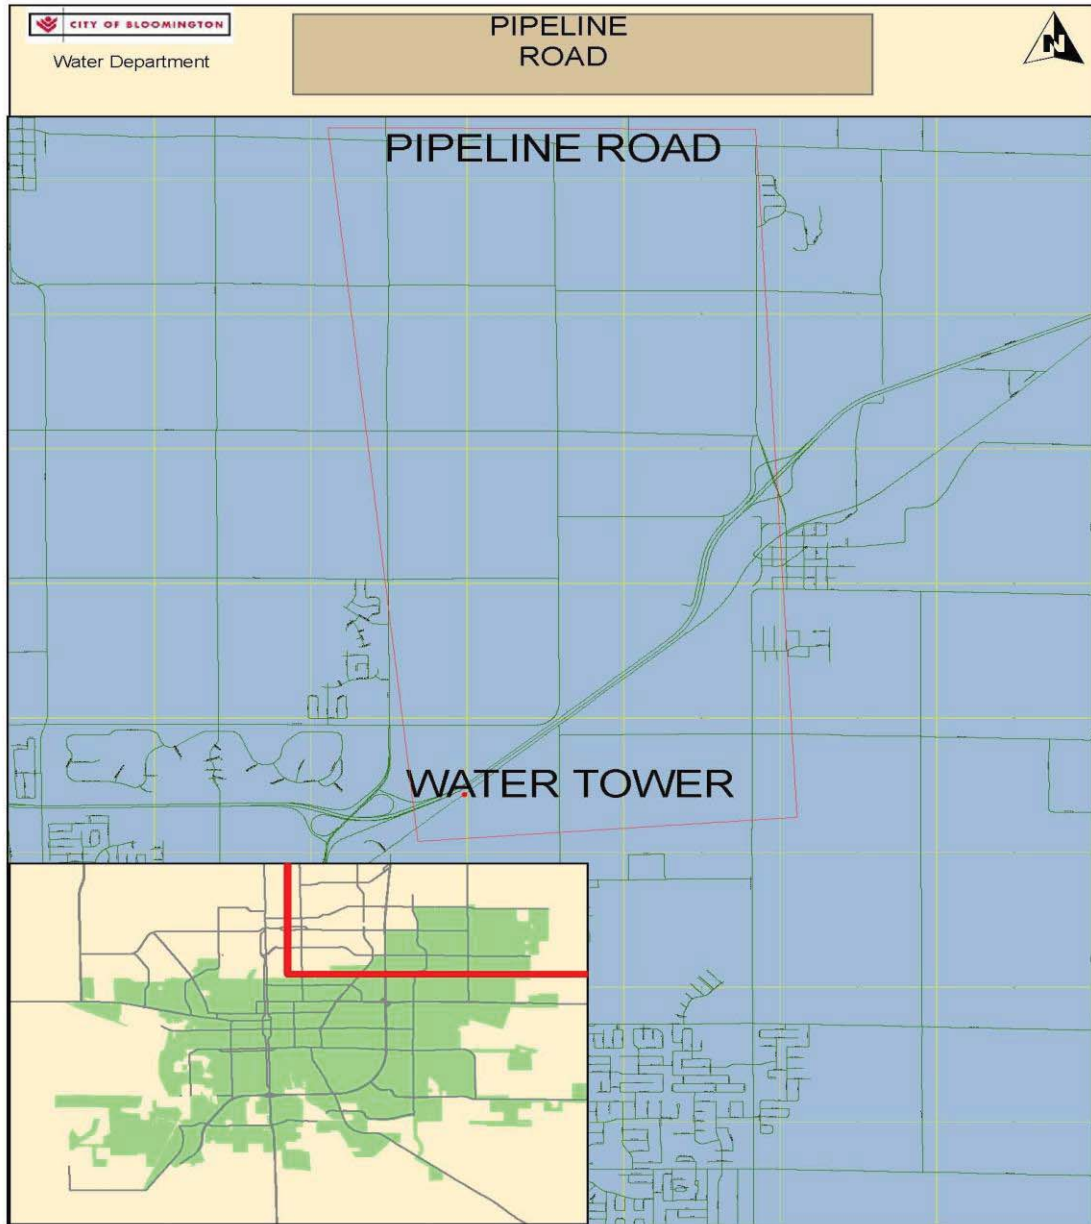 CITY OF BLOOMINGTON
Water Department
PIPELINE
ROAD
N
PIPELINE ROAD
WATER TOWER